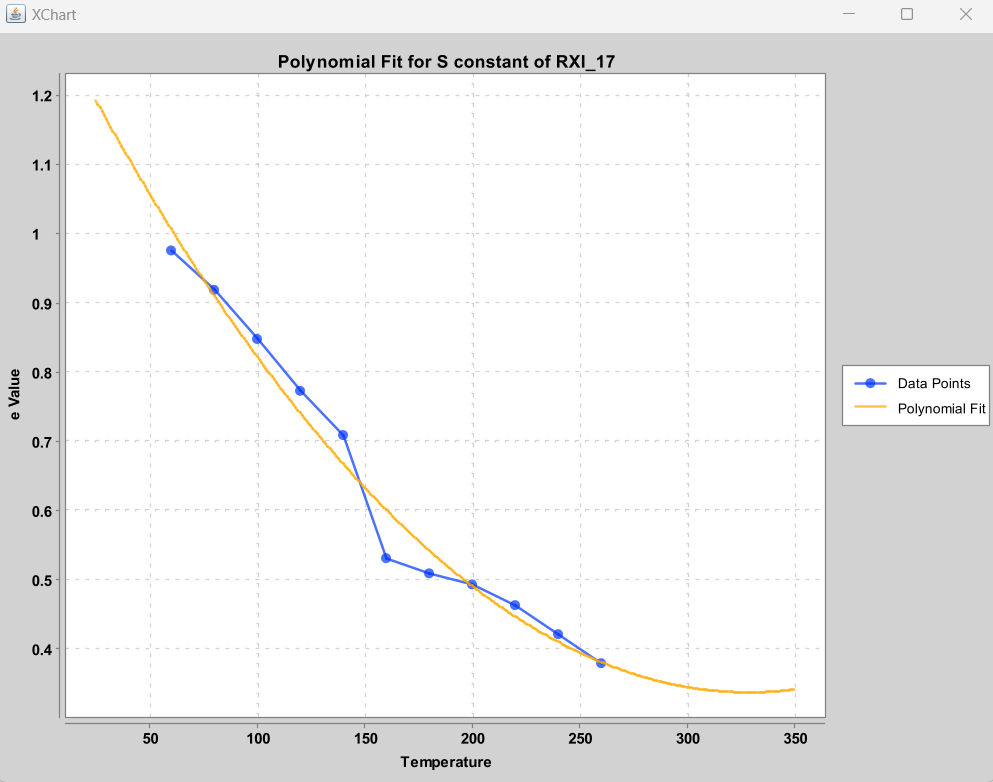 XChart
Polynomial Fit for S constant of RXI_17
1.2
1.1
1
0.9
0.8
0.7
0.6
0.5
0.4
e Value
50 100 150 200 250 300 350
Temperature
Data Points
Polynomial Fit